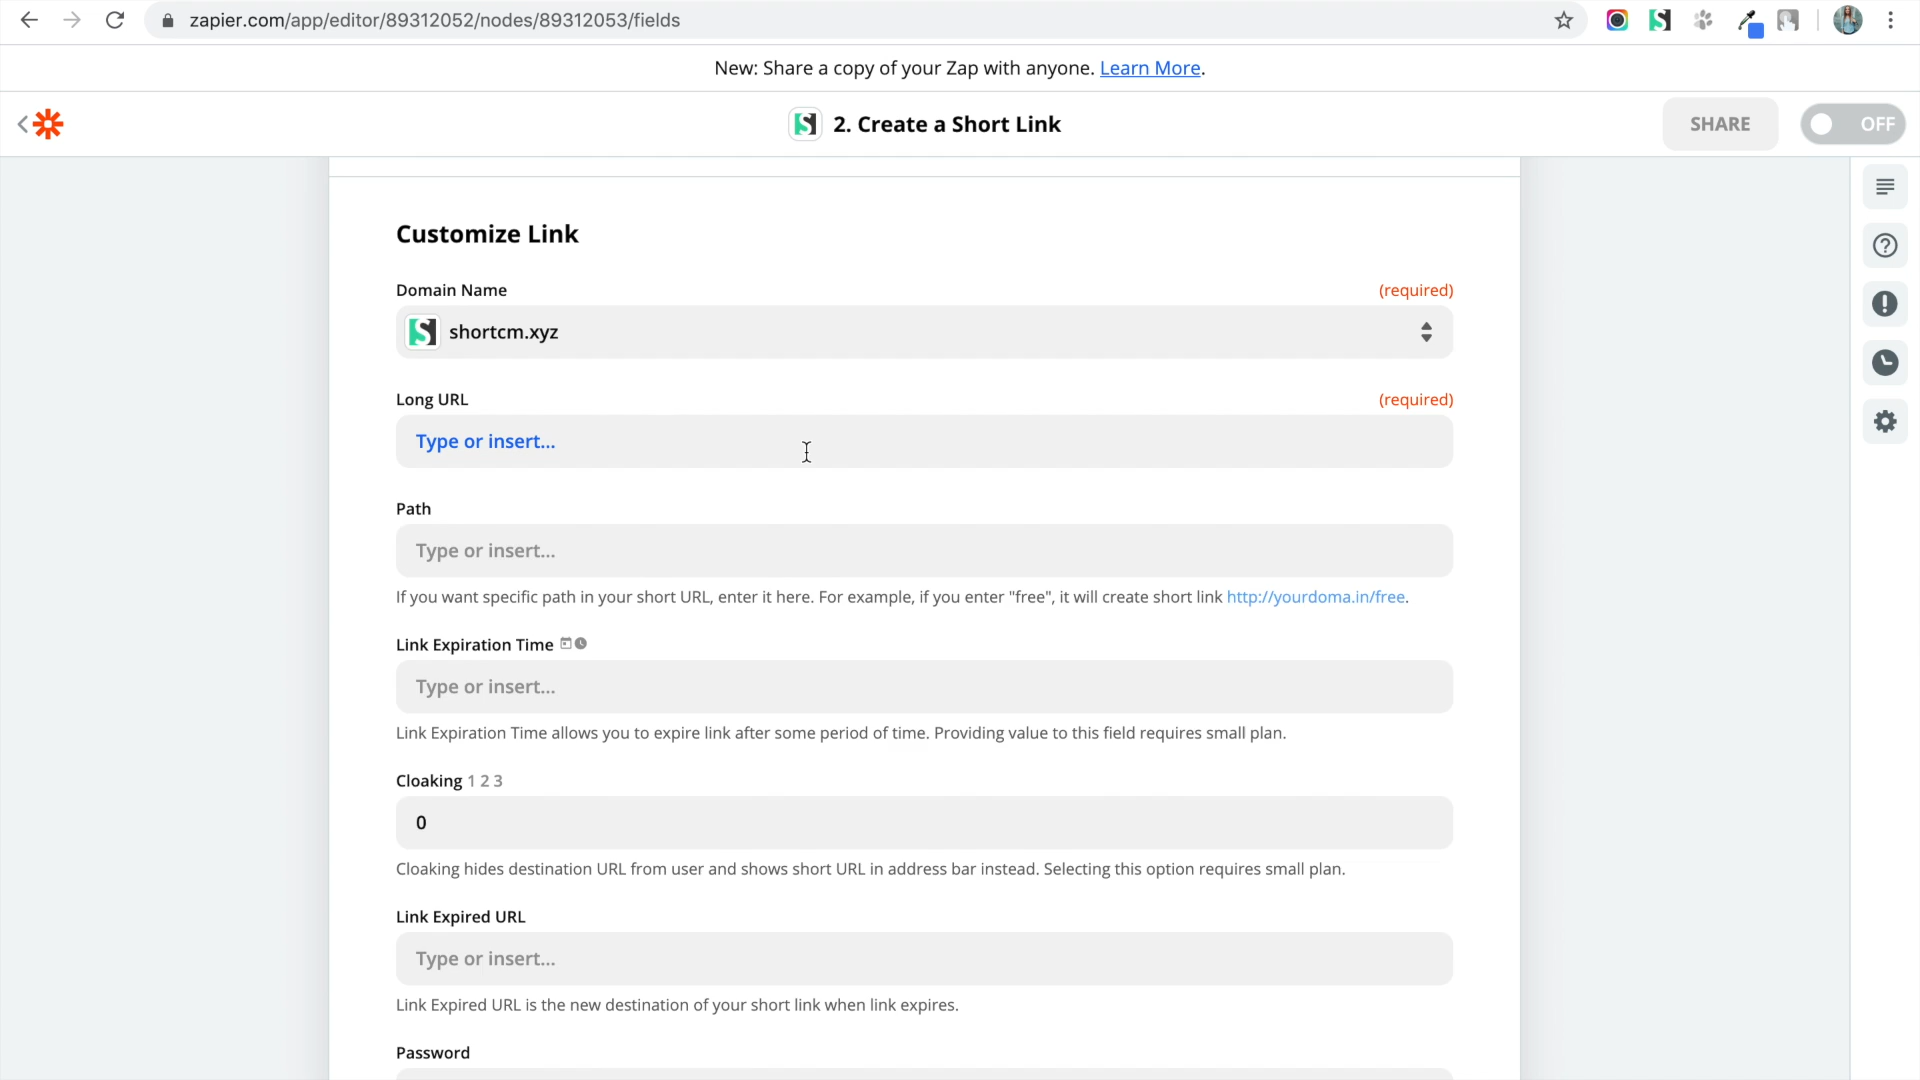 zapier.com/app/editor/89312052/nodes/89312053/fields
New: Share a copy of your Zap with anyone. Learn More.
2. Create a Short Link
SHARE
OFF
Customize Link
Domain Name (required)
shortcm.xyz
Long URL (required)
Type or insert...
Path
Type or insert...
If you want specific path in your short URL, enter it here. For example, if you enter "free", it will create short link http://yourdoma.in/free.
Link Expiration Time
Type or insert...
Link Expiration Time allows you to expire link after some period of time. Providing value to this field requires small plan.
Cloaking 1 2 3
0
Cloaking hides destination URL from user and shows short URL in address bar instead. Selecting this option requires small plan.
Link Expired URL
Type or insert...
Link Expired URL is the new destination of your short link when link expires.
Password